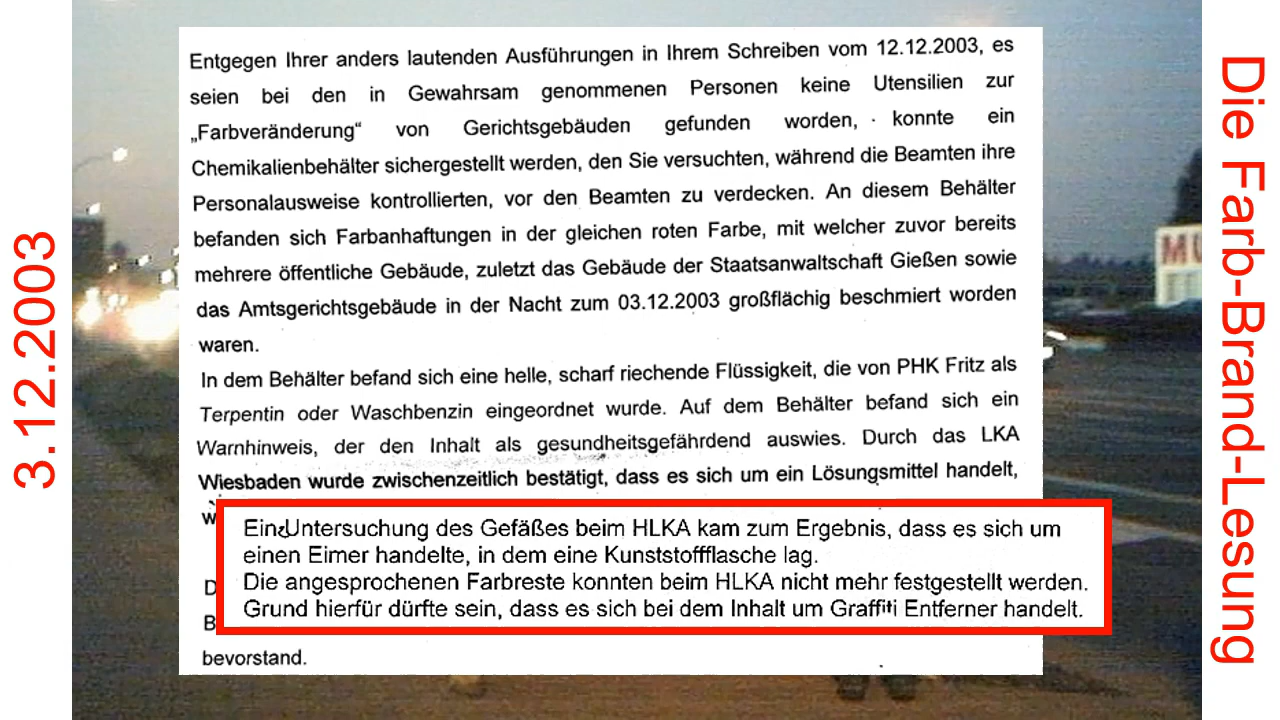 3.12.2003
Entgegen Ihrer anders lautenden Ausführungen in Ihrem Schreiben vom 12.12.2003, es
seien bei den in Gewahrsam genommenen Personen keine Utensilien zur
„Farbveränderung“ von Gerichtsgebäuden gefunden worden, konnte ein
Chemikalienbehälter sichergestellt werden, den Sie versuchten, während die Beamten ihre
Personalausweise kontrollierten, vor den Beamten zu verdecken. An diesem Behälter
befanden sich Farbanhaftungen in der gleichen roten Farbe, mit welcher zuvor bereits
mehrere öffentliche Gebäude, zuletzt das Gebäude der Staatsanwaltschaft Gießen sowie
das Amtsgerichtsgebäude in der Nacht zum 03.12.2003 großflächig beschmiert worden
waren.
In dem Behälter befand sich eine helle, scharf riechende Flüssigkeit, die von PHK Fritz als
Terpentin oder Waschbenzin eingeordnet wurde. Auf dem Behälter befand sich ein
Warnhinweis, der den Inhalt als gesundheitsgefährdend auswies. Durch das LKA
Wiesbaden wurde zwischenzeitlich bestätigt, dass es sich um ein Lösungsmittel handelt,
Ein Untersuchung des Gefäßes beim HLKA kam zum Ergebnis, dass es sich um
einen Eimer handelte, in dem eine Kunststoffflasche lag.
Die angesprochenen Farbreste konnten beim HLKA nicht mehr festgestellt werden.
Grund hierfür dürfte sein, dass es sich bei dem Inhalt um Graffiti Entferner handelt.
bevorstand.
MU
Die Farb-Brand-Lesung